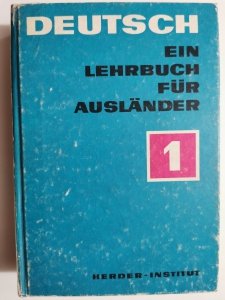 DEUTSCH
EIN
LEHRBUCH
FÜR
AUSLÄNDER
1
HERDER-INSTITUT